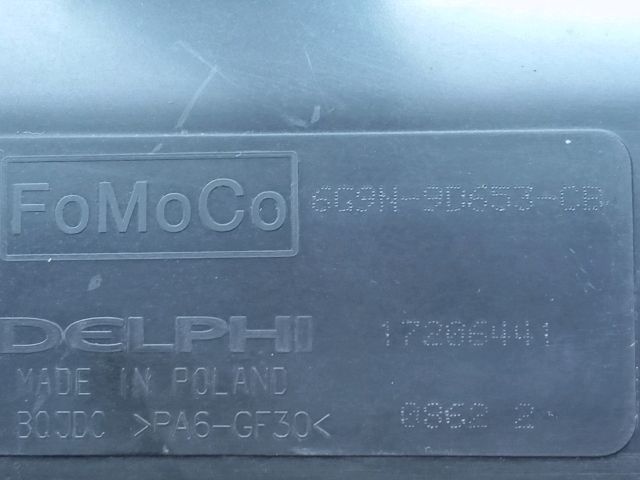 FoMoCo 6G9N-9D653-CB
DELPHI 17206441
MADE IN POLAND
BQJDC >PA6-GF30< 0862 2